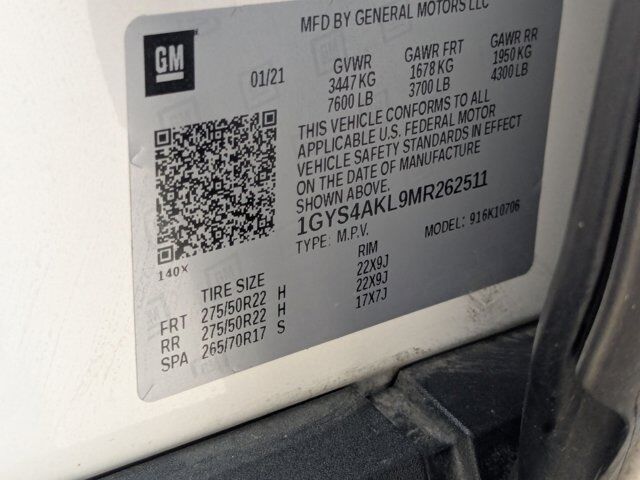 MFD BY GENERAL MOTORS LLC
GM
01/21
GVWR
3447 KG
7600 LB
GAWR FRT
1678 KG
3700 LB
GAWR RR
1950 KG
4300 LB
THIS VEHICLE CONFORMS TO ALL
APPLICABLE U.S. FEDERAL MOTOR
VEHICLE SAFETY STANDARDS IN EFFECT
ON THE DATE OF MANUFACTURE
SHOWN ABOVE.
1GYS4AKL9MR262511
TYPE: M.P.V.
MODEL: 916K10706
140X
TIRE SIZE RIM
FRT 275/50R22 H 22X9J
RR 275/50R22 H 22X9J
SPA 265/70R17 S 17X7J